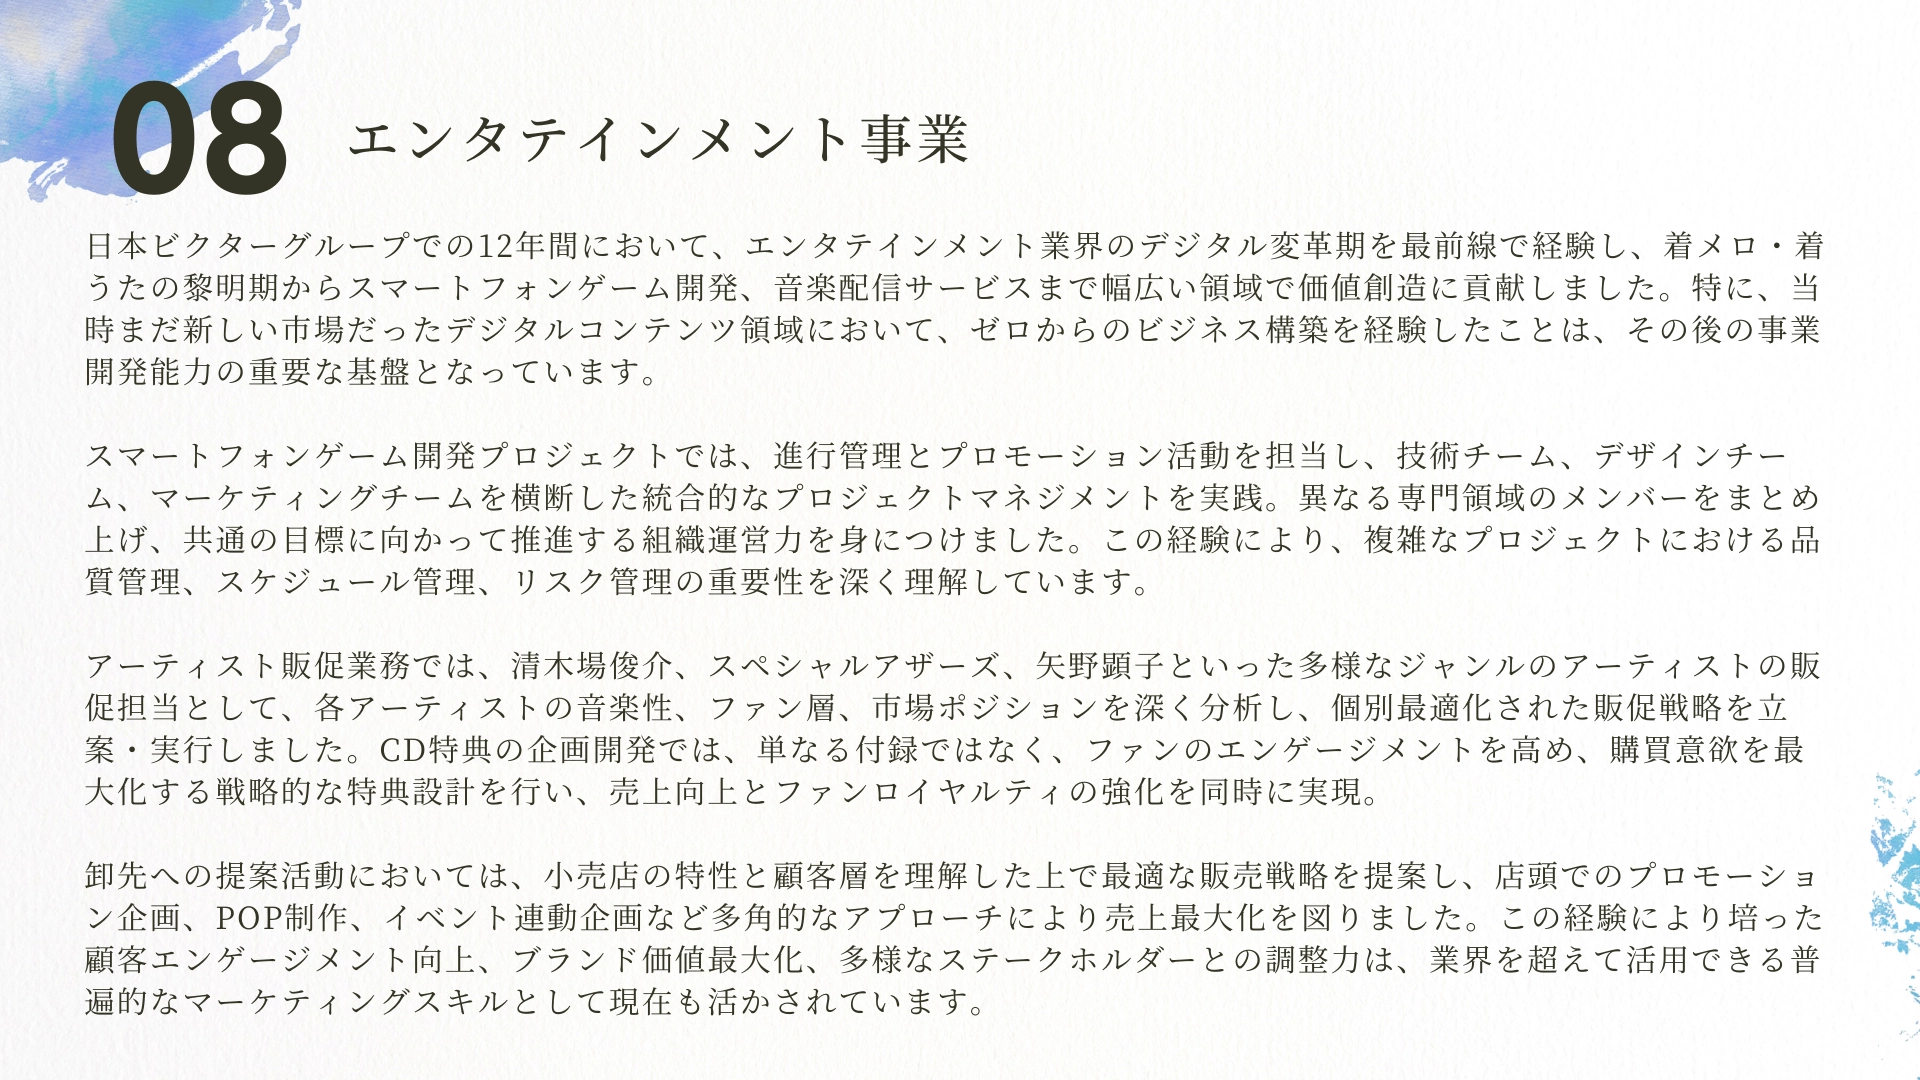 08
エンタテインメント事業
日本ビクターグループでの12年間において、エンタテインメント業界のデジタル変革期を最前線で経験し、着メロ・着
うたの黎明期からスマートフォンゲーム開発、音楽配信サービスまで幅広い領域で価値創造に貢献しました。特に、当
時まだ新しい市場だったデジタルコンテンツ領域において、ゼロからのビジネス構築を経験したことは、その後の事業
開発能力の重要な基盤となっています。
スマートフォンゲーム開発プロジェクトでは、進行管理とプロモーション活動を担当し、技術チーム、デザインチー
ム、マーケティングチームを横断した統合的なプロジェクトマネジメントを実践。異なる専門領域のメンバーをまとめ
上げ、共通の目標に向かって推進する組織運営力を身につけました。この経験により、複雑なプロジェクトにおける品
質管理、スケジュール管理、リスク管理の重要性を深く理解しています。
アーティスト販促業務では、清木場俊介、スペシャルアザーズ、矢野顕子といった多様なジャンルのアーティストの販
促担当として、各アーティストの音楽性、ファン層、市場ポジションを深く分析し、個別最適化された販促戦略を立
案・実行しました。CD特典の企画開発では、単なる付録ではなく、ファンのエンゲージメントを高め、購買意欲を最
大化する戦略的な特典設計を行い、売上向上とファンロイヤルティの強化を同時に実現。
卸先への提案活動においては、小売店の特性と顧客層を理解した上で最適な販売戦略を提案し、店頭でのプロモーショ
ン企画、POP制作、イベント連動企画など多角的なアプローチにより売上最大化を図りました。この経験により培った
顧客エンゲージメント向上、ブランド価値最大化、多様なステークホルダーとの調整力は、業界を超えて活用できる普
遍的なマーケティングスキルとして現在も活かされています。